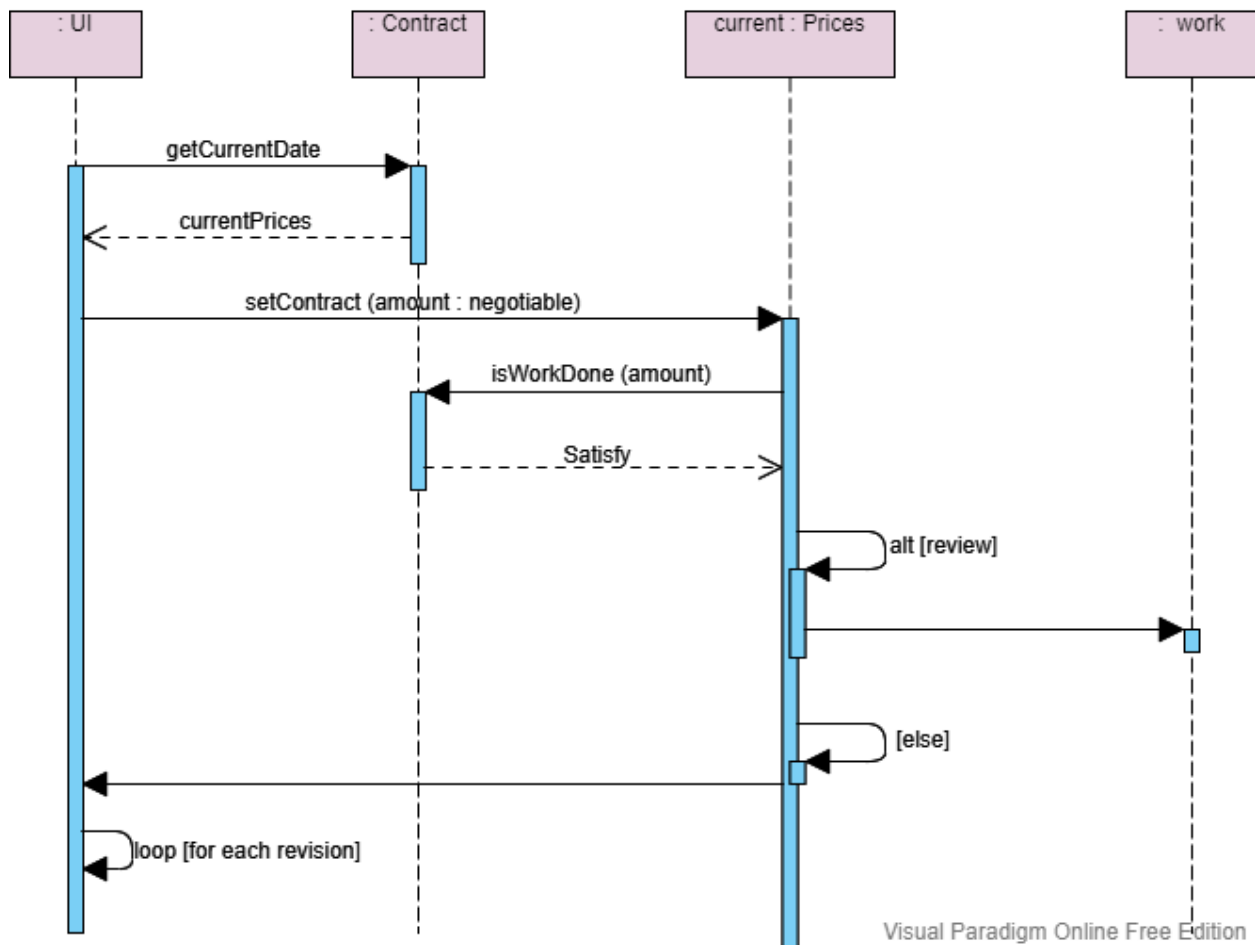 : UI
: Contract
current : Prices
: work
getCurrentDate
currentPrices
setContract (amount : negotiable)
isWorkDone (amount)
Satisfy
alt [review]
[else]
loop [for each revision]
Visual Paradigm Online Free Edition